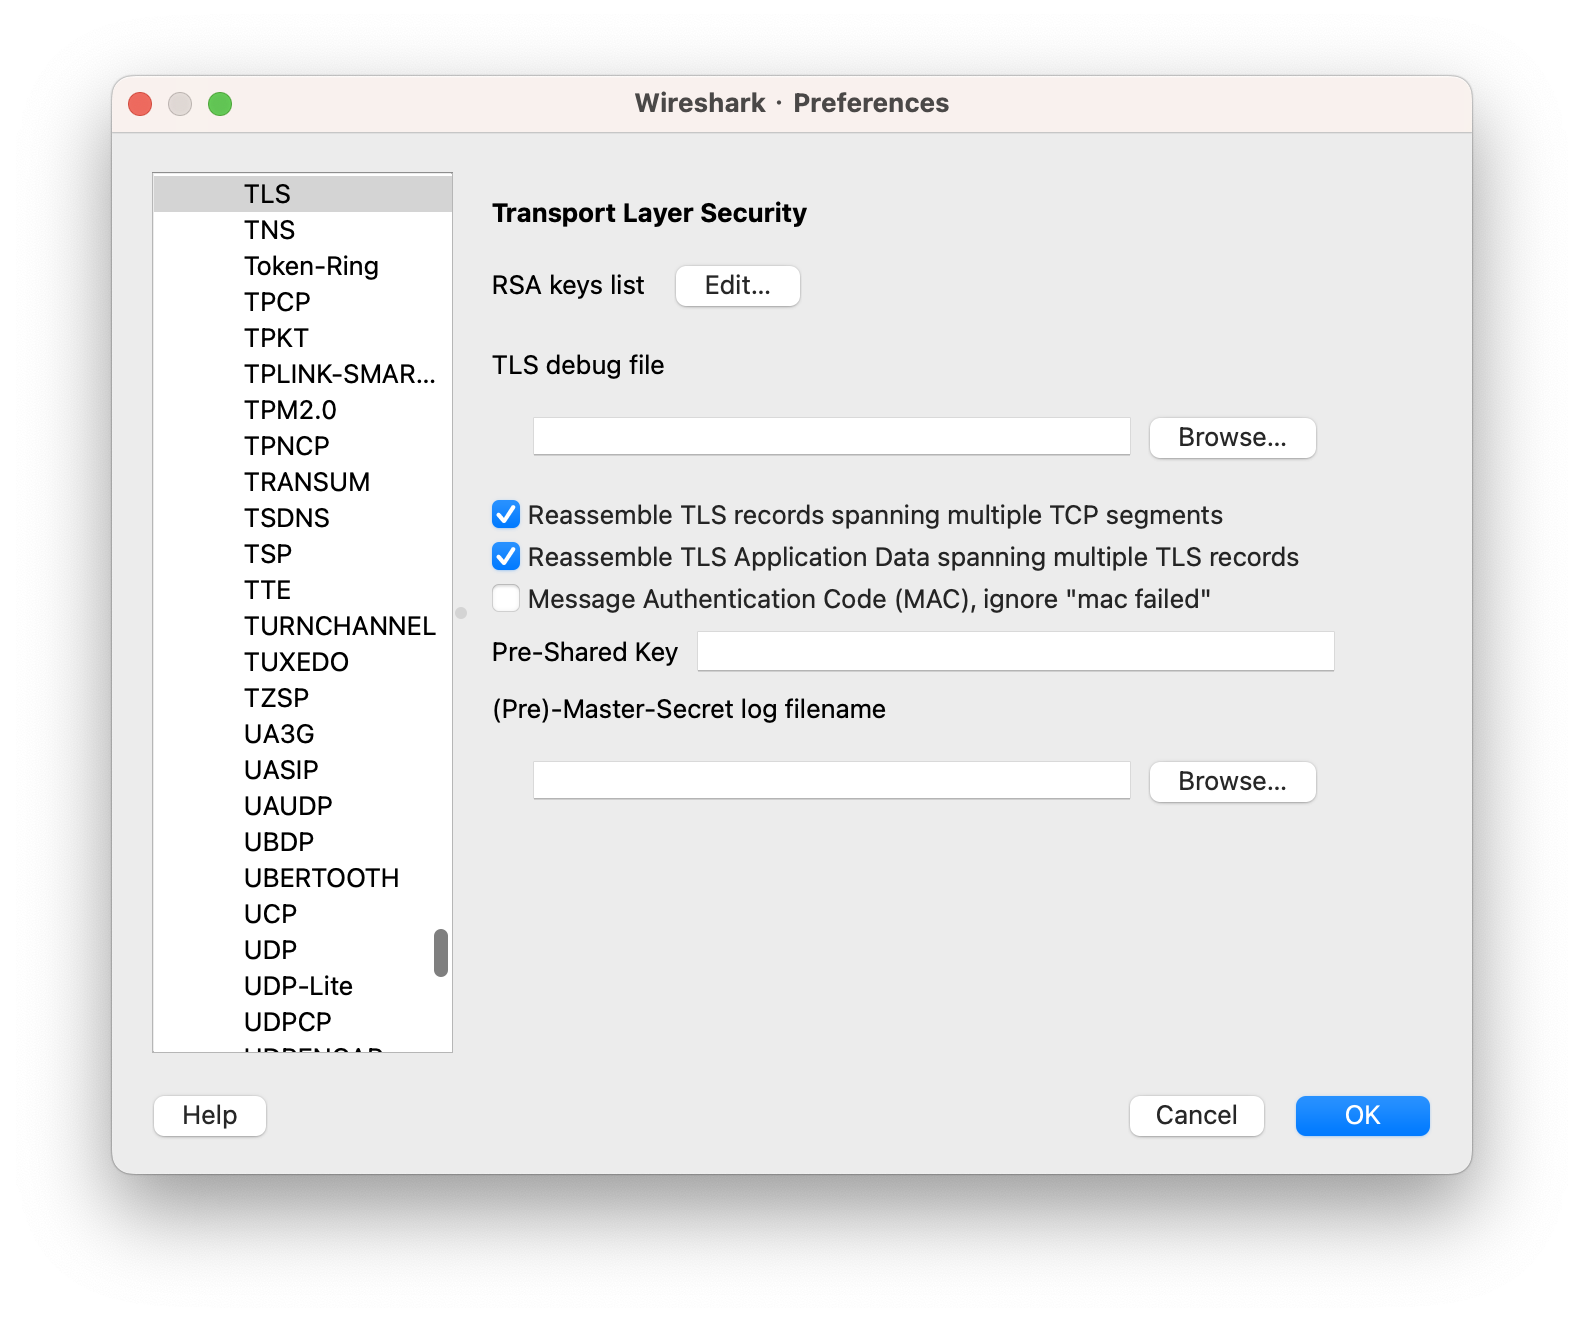 Wireshark · Preferences
TLS
TNS
Token-Ring
TPCP
TPKT
TPLINK-SMAR...
TPM2.0
TPNCP
TRANSUM
TSDNS
TSP
TTE
TURNCHANNEL
TUXEDO
TZSP
UA3G
UASIP
UAUDP
UBDP
UBERTOOTH
UCP
UDP
UDP-Lite
UDPCP
Transport Layer Security
RSA keys list Edit...
TLS debug file
Browse...
Reassemble TLS records spanning multiple TCP segments
Reassemble TLS Application Data spanning multiple TLS records
Message Authentication Code (MAC), ignore "mac failed"
Pre-Shared Key
(Pre)-Master-Secret log filename
Browse...
Help Cancel OK